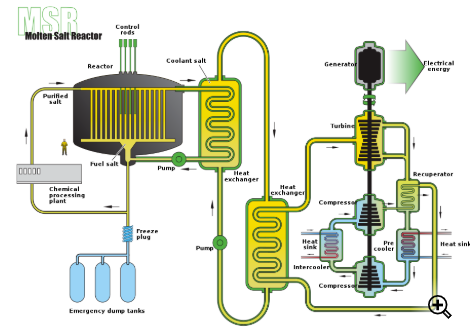 MSR
Molten Salt Reactor
Control
rods
Reactor
Coolant salt
Generator
Electrical
energy
Purified
salt
Turbine
Fuel salt
Pump
Heat
exchanger
Recuperator
Chemical
processing
plant
Heat
exchanger
Compressor
Freeze
plug
Pump
Heat
sink
Pre
cooler
Heat sink
Intercooler
Compressor
Emergency dump tanks